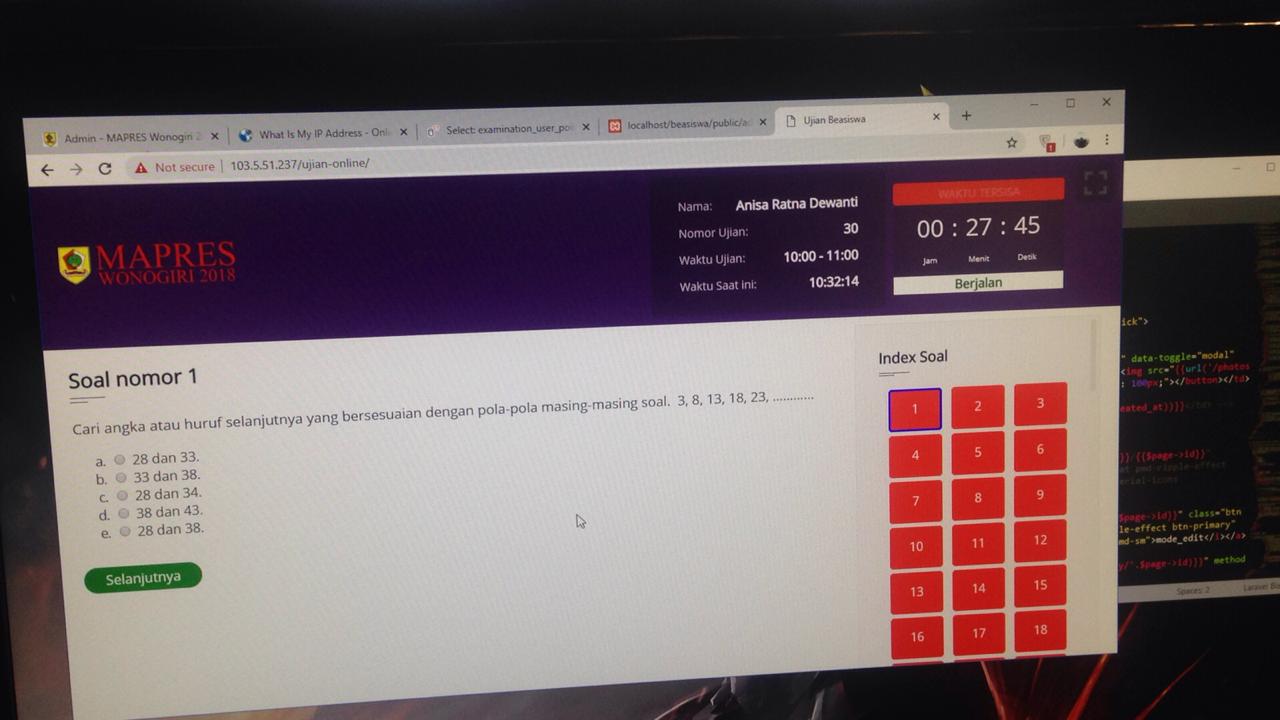 Admin - MAPRES Wonogiri 2
What Is My IP Address - Onli
Select: examination_user_po
localhost/beasiswa/public/ad
Ujian Beasiswa
Not secure
103.5.51.237/ujian-online/
MAPRES
WONOGIRI 2018
Nama: Anisa Ratna Dewanti
Nomor Ujian: 30
Waktu Ujian: 10:00 - 11:00
Waktu Saat ini: 10:32:14
WAKTU TERSISA
00 : 27 : 45
Jam Menit Detik
Berjalan
Soal nomor 1
Cari angka atau huruf selanjutnya yang bersesuaian dengan pola-pola masing-masing soal. 3, 8, 13, 18, 23, ............
a. 28 dan 33.
b. 33 dan 38.
c. 28 dan 34.
d. 38 dan 43.
e. 28 dan 38.
Selanjutnya
Index Soal
1 2 3
4 5 6
7 8 9
10 11 12
13 14 15
16 17 18
ick">
" data-toggle="modal"
<img src="{{url('/photos
: 100px;"></button></td>
eated_at))}}</td>
}}/{{$page->id}}"
at pmd-ripple-effect
erial-icons
$page->id)}}" class="btn
le-effect btn-primary"
md-sm">mode_edit</i></a>
y/'.$page->id)}}" method
Spaces: 2